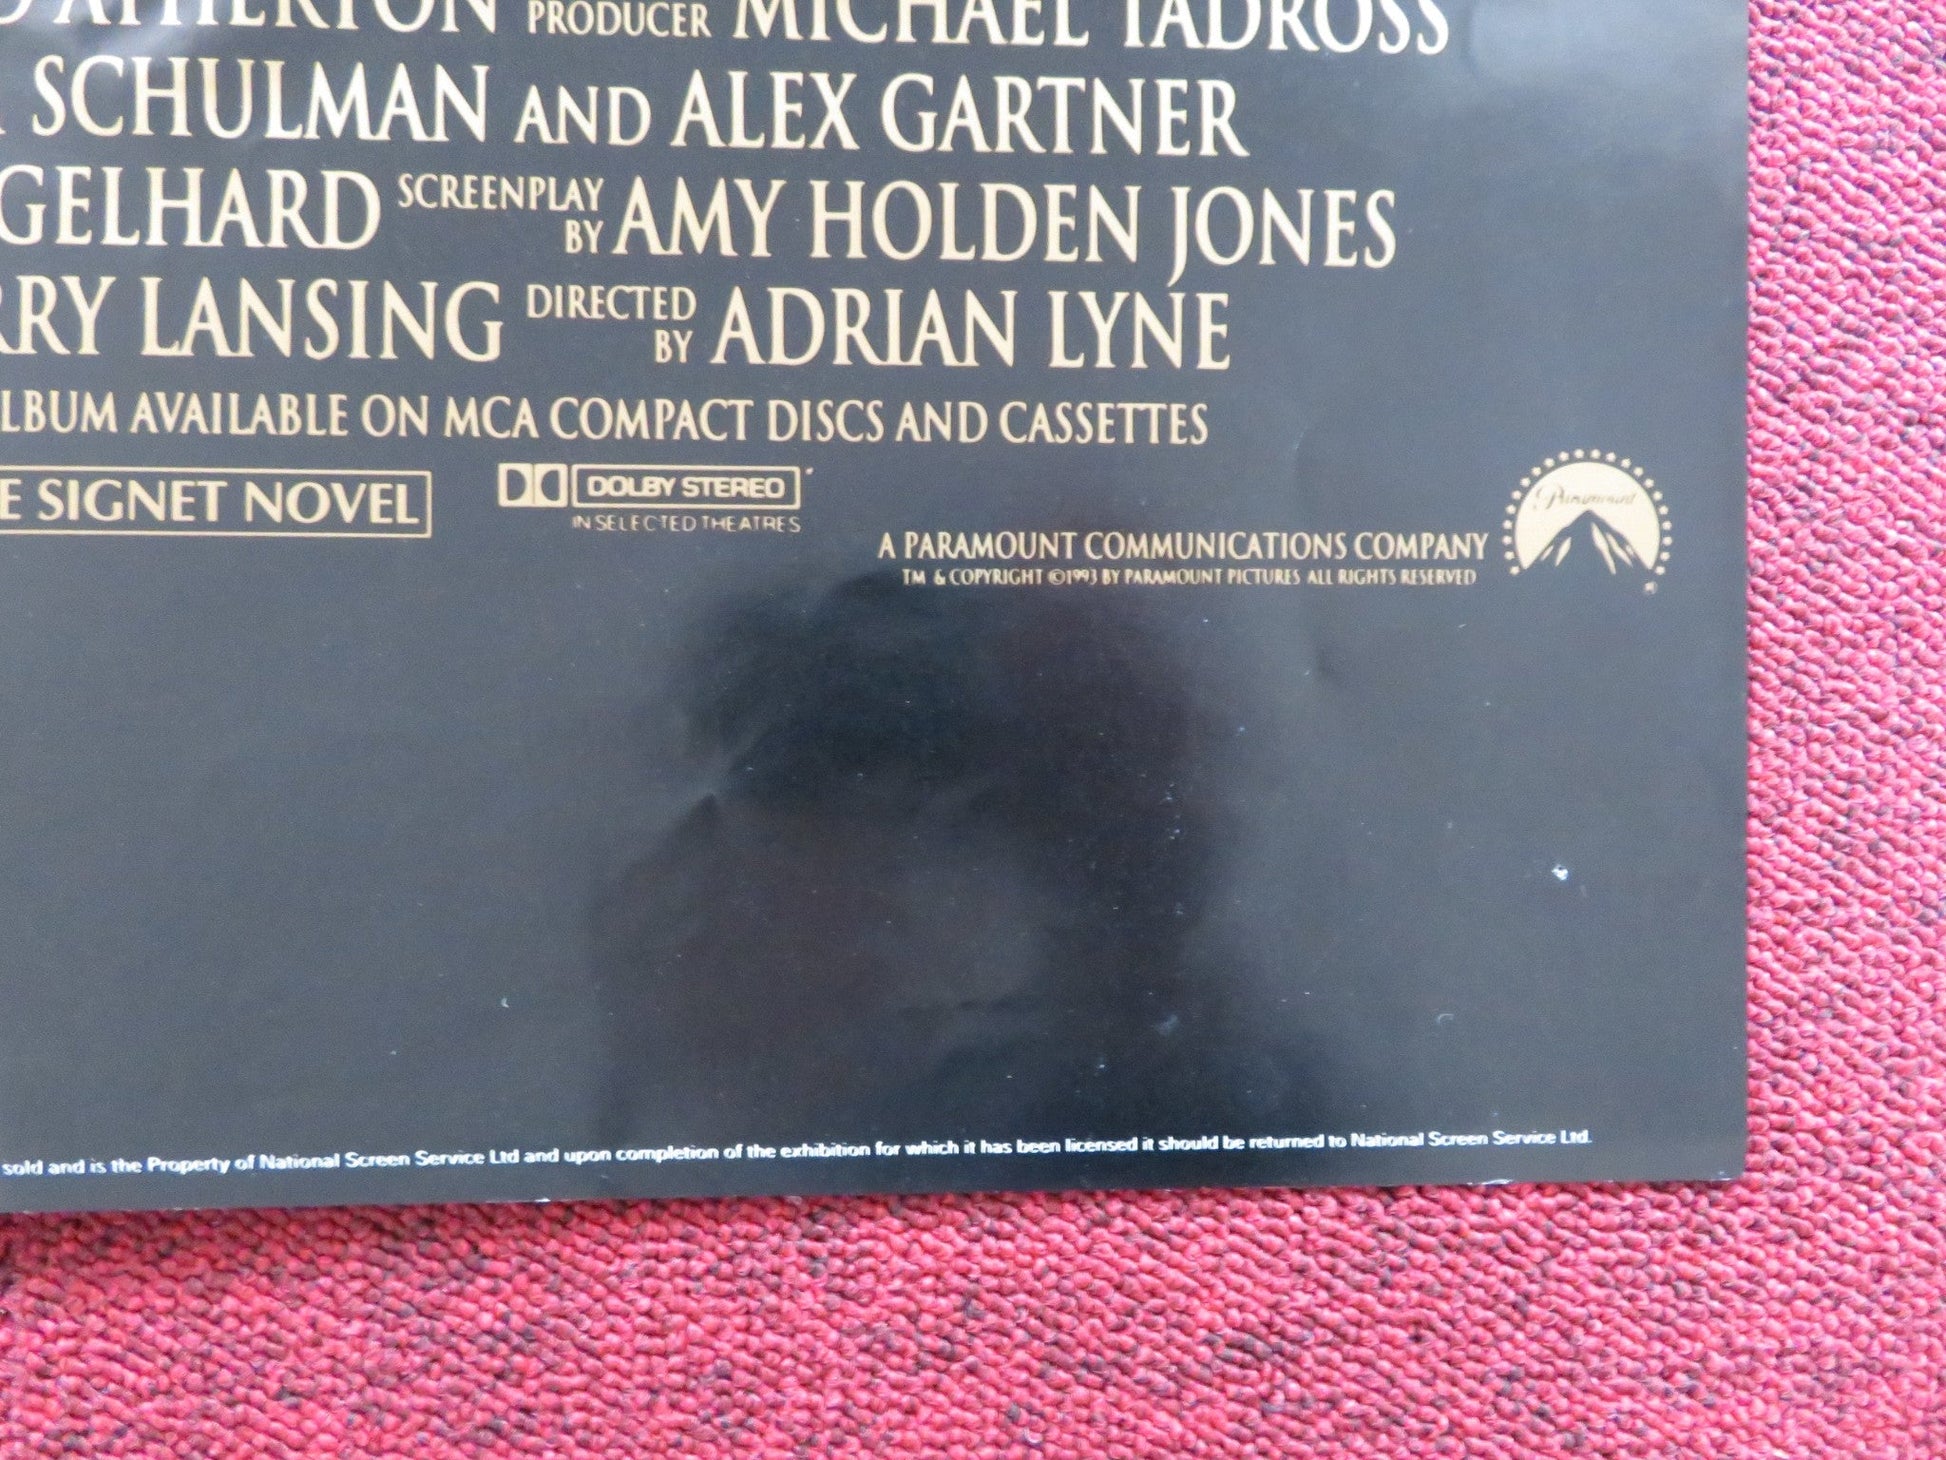 ATHERTON PRODUCER MICHAEL TADROSS
SCHULMAN AND ALEX GARTNER
GELHARD SCREENPLAY BY AMY HOLDEN JONES
RRY LANSING DIRECTED BY ADRIAN LYNE
LBUM AVAILABLE ON MCA COMPACT DISCS AND CASSETTES
E SIGNET NOVEL
DOLBY STEREO
IN SELECTED THEATRES
Paramount
A PARAMOUNT COMMUNICATIONS COMPANY
TM & COPYRIGHT ©1993 BY PARAMOUNT PICTURES ALL RIGHTS RESERVED
®
sold and is the Property of National Screen Service Ltd and upon completion of the exhibition for which it has been licensed it should be returned to National Screen Service Ltd.